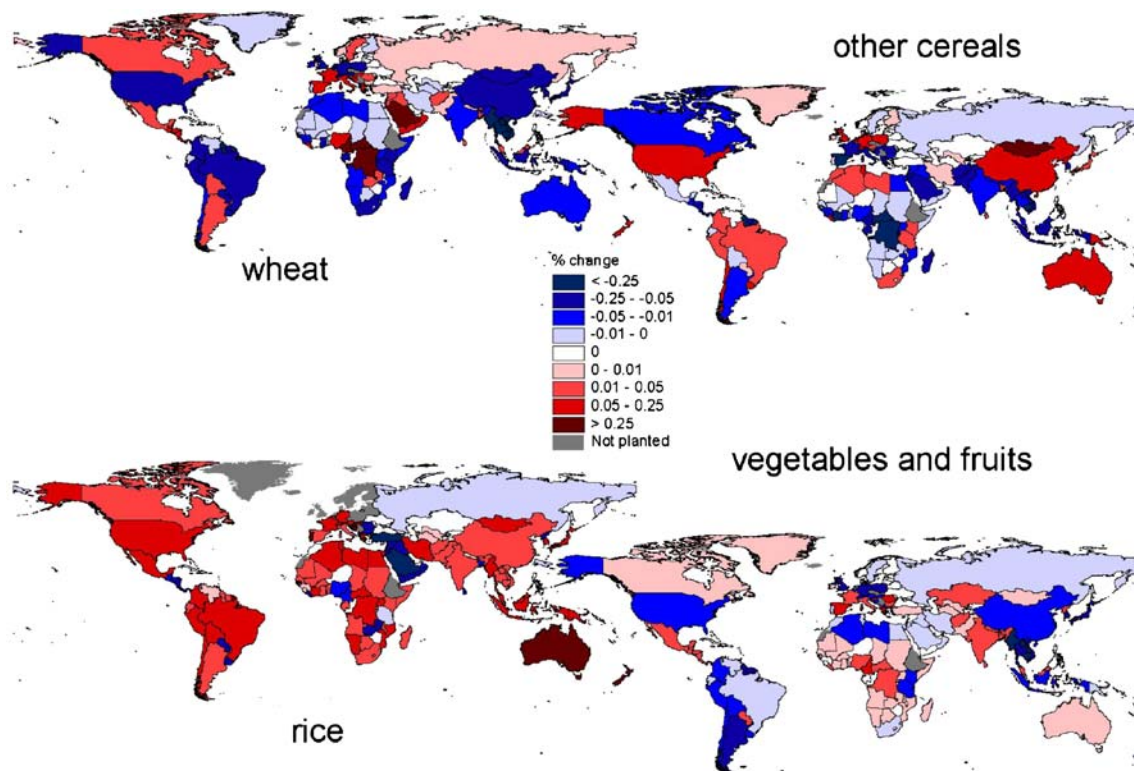 other cereals
wheat
% change
< -0.25
-0.25 - -0.05
-0.05 - -0.01
-0.01 - 0
0
0 - 0.01
0.01 - 0.05
0.05 - 0.25
> 0.25
Not planted
vegetables and fruits
rice